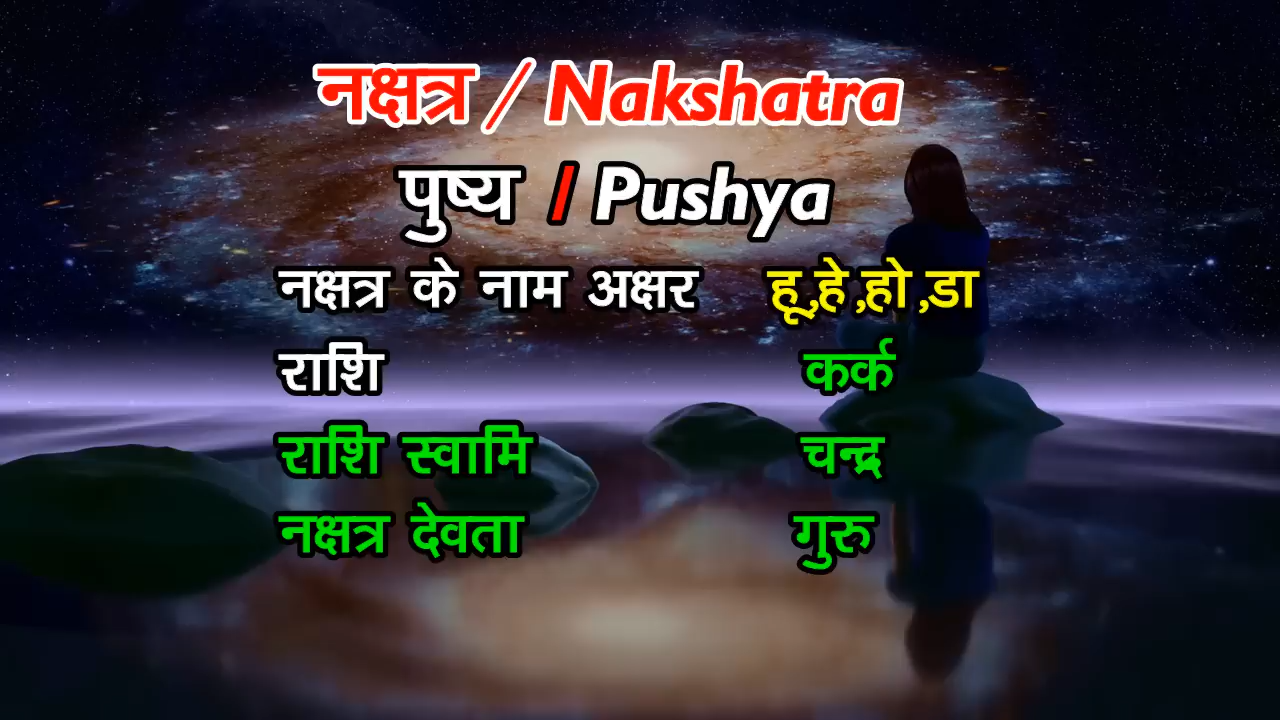 नक्षत्र / Nakshatra
पुष्य / Pushya
नक्षत्र के नाम अक्षर हू,हे,हो,डा
राशि कर्क
राशि स्वामि चन्द्र
नक्षत्र देवता गुरु